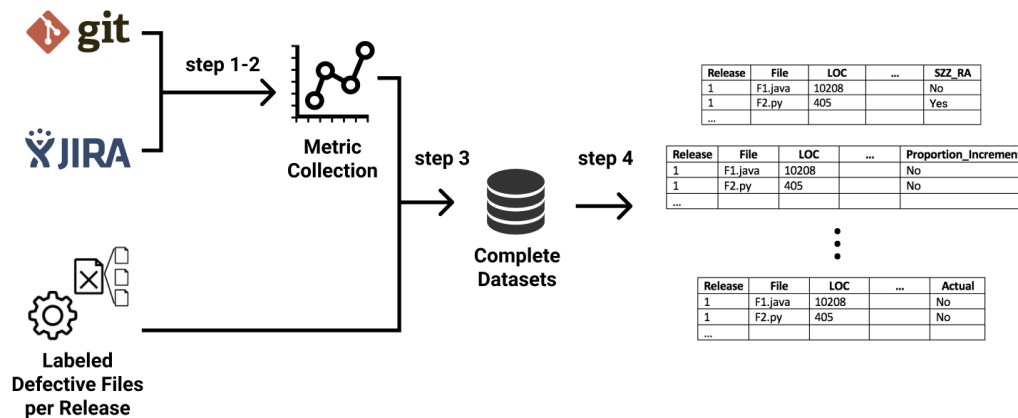 git
JIRA
step 1-2
Metric
Collection
Labeled
Defective Files
per Release
step 3
Complete
Datasets
step 4
Release File LOC ... SZZ_RA
1 F1.java 10208 No
1 F2.py 405 Yes
...
Release File LOC ... Proportion_Increment
1 F1.java 10208 No
1 F2.py 405 No
...
Release File LOC ... Actual
1 F1.java 10208 No
1 F2.py 405 No
...